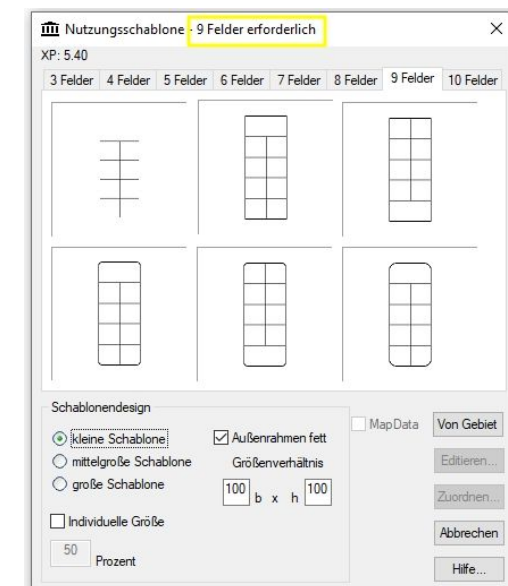 Nutzungsschablone - 9 Felder erforderlich
XP: 5.40
3 Felder 4 Felder 5 Felder 6 Felder 7 Felder 8 Felder 9 Felder 10 Felder
Schablonendesign
kleine Schablone
mittelgroße Schablone
große Schablone
Individuelle Größe
50 Prozent
Außenrahmen fett
Größenverhältnis
100 b x h 100
MapData
Von Gebiet
Editieren...
Zuordnen...
Abbrechen
Hilfe...